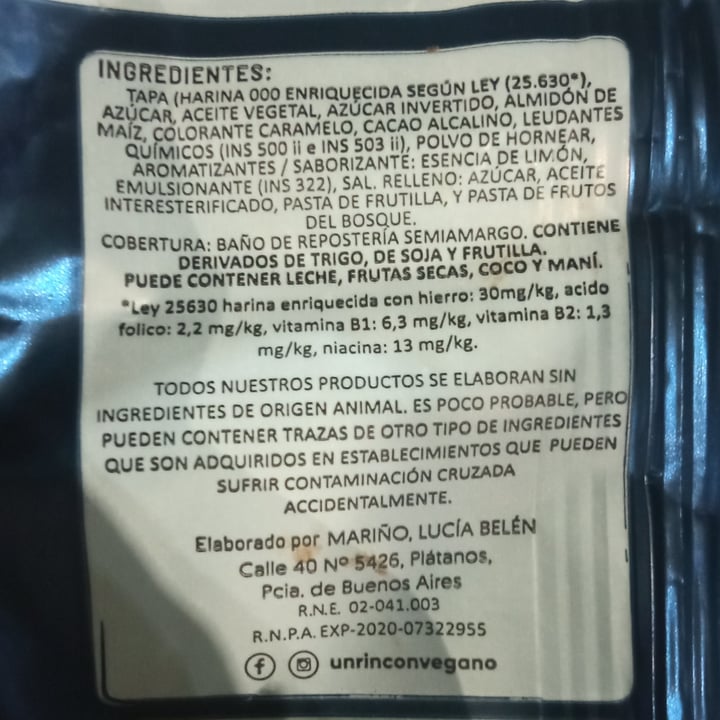 INGREDIENTES:
TAPA (HARINA 000 ENRIQUECIDA SEGÚN LEY (25.630*),
AZÚCAR, ACEITE VEGETAL, AZÚCAR INVERTIDO, ALMIDÓN DE
MAÍZ, COLORANTE CARAMELO, CACAO ALCALINO, LEUDANTES
QUÍMICOS (INS 500 ii e INS 503 ii), POLVO DE HORNEAR,
AROMATIZANTES / SABORIZANTE: ESENCIA DE LIMÓN,
EMULSIONANTE (INS 322), SAL. RELLENO: AZÚCAR, ACEITE
INTERESTERIFICADO, PASTA DE FRUTILLA, Y PASTA DE FRUTOS
DEL BOSQUE.
COBERTURA: BAÑO DE REPOSTERÍA SEMIAMARGO. CONTIENE
DERIVADOS DE TRIGO, DE SOJA Y FRUTILLA.
PUEDE CONTENER LECHE, FRUTAS SECAS, COCO Y MANÍ.
*Ley 25630 harina enriquecida con hierro: 30mg/kg, acido
folico: 2,2 mg/kg, vitamina B1: 6,3 mg/kg, vitamina B2: 1,3
mg/kg, niacina: 13 mg/kg.
TODOS NUESTROS PRODUCTOS SE ELABORAN SIN
INGREDIENTES DE ORIGEN ANIMAL. ES POCO PROBABLE, PERO
PUEDEN CONTENER TRAZAS DE OTRO TIPO DE INGREDIENTES
QUE SON ADQUIRIDOS EN ESTABLECIMIENTOS QUE PUEDEN
SUFRIR CONTAMINACIÓN CRUZADA
ACCIDENTALMENTE.
Elaborado por MARIÑO, LUCÍA BELÉN
Calle 40 Nº 5426, Plátanos,
Pcia. de Buenos Aires
R.N.E. 02-041.003
R.N.P.A. EXP-2020-07322955
unrinconvegano